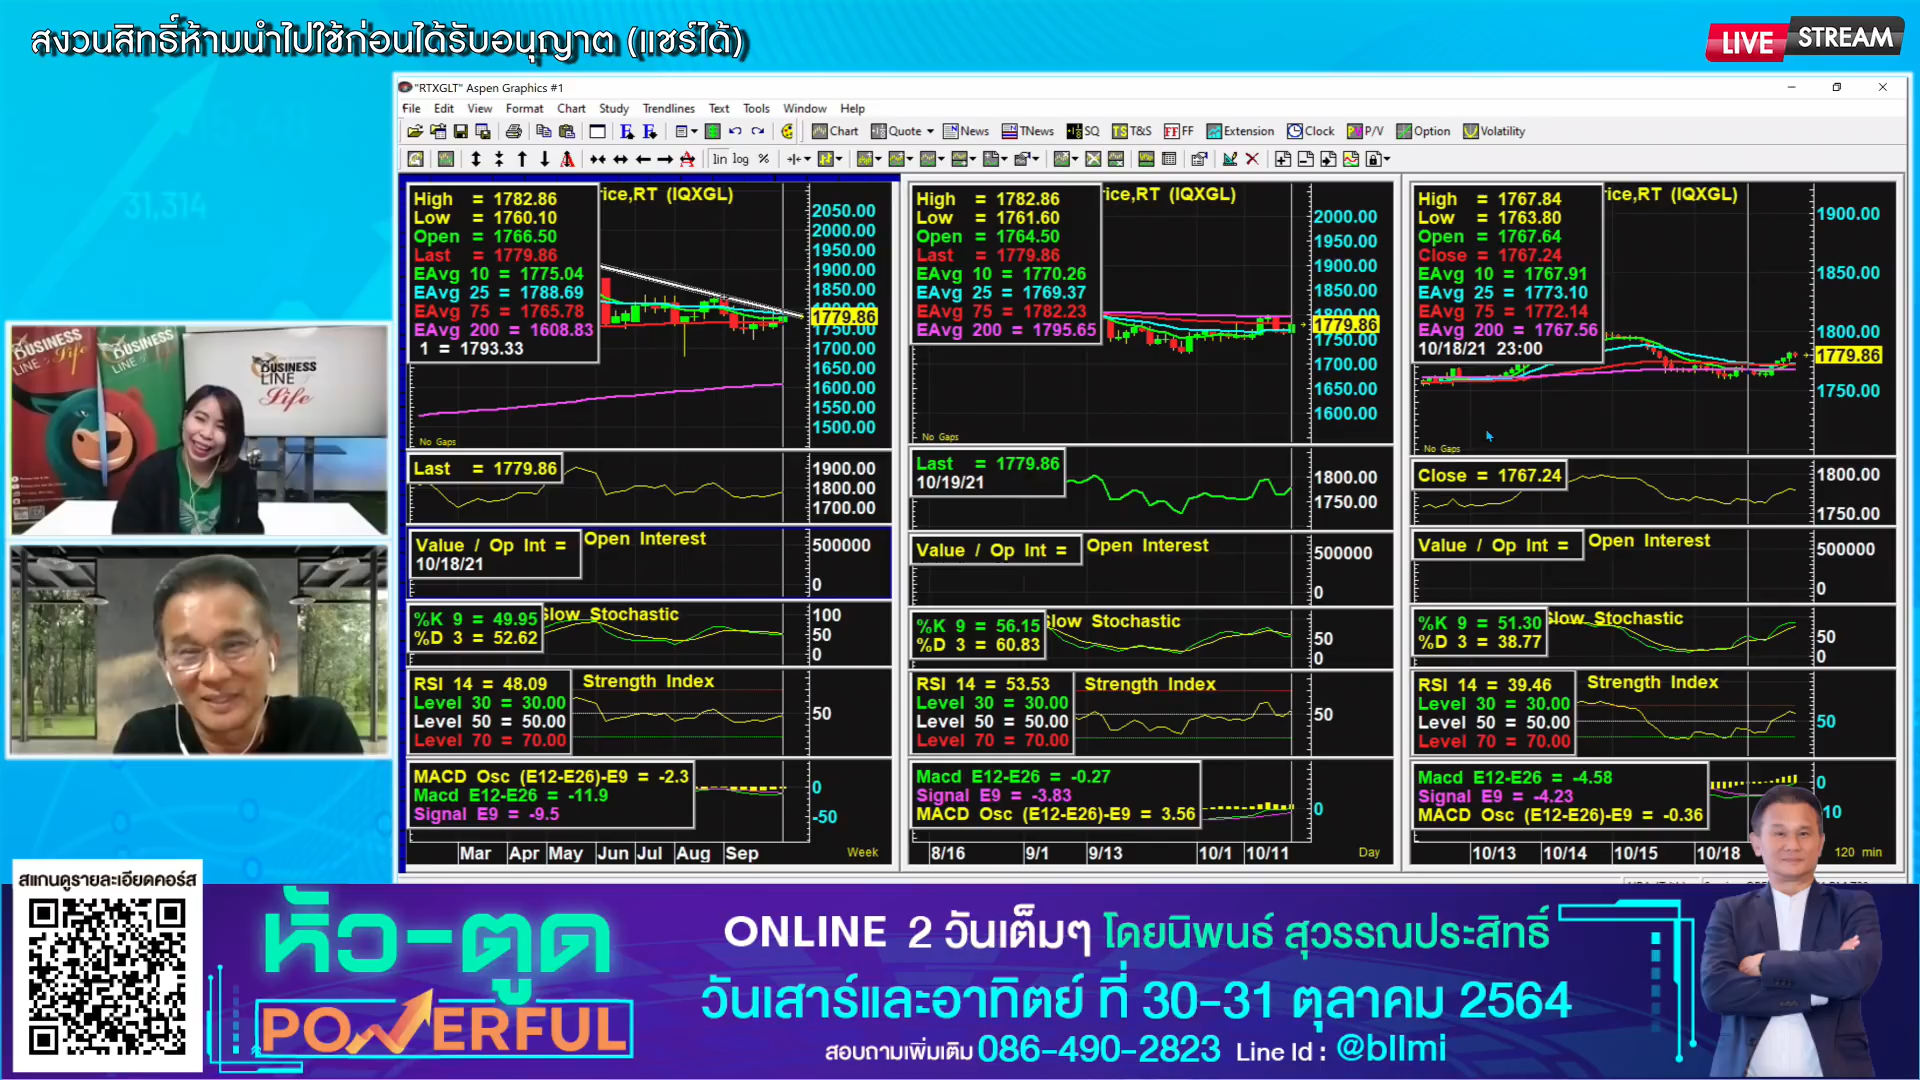 สงวนสิทธิ์ห้ามนำไปใช้ก่อนได้รับอนุญาต (แชร์ได้)
LIVE STREAM
31,314
"RTXGLT" Aspen Graphics #1
File Edit View Format Chart Study Trendlines Text Tools Window Help
Chart Quote News TNews SQ T&S FF Extension Clock P/V Option Volatility
lin log %
High = 1782.86
Low = 1760.10
Open = 1766.50
Last = 1779.86
EAvg 10 = 1775.04
EAvg 25 = 1788.69
EAvg 75 = 1765.78
EAvg 200 = 1608.83
1 = 1793.33
rice,RT (IQXGL)
2050.00
2000.00
1950.00
1900.00
1850.00
1779.86
1750.00
1700.00
1650.00
1600.00
1550.00
1500.00
No Gaps
Last = 1779.86
1900.00
1800.00
1700.00
Value / Op Int =
10/18/21
Open Interest
500000
0
%K 9 = 49.95
%D 3 = 52.62
Slow Stochastic
100
50
0
RSI 14 = 48.09
Level 30 = 30.00
Level 50 = 50.00
Level 70 = 70.00
Strength Index
50
MACD Osc (E12-E26)-E9 = -2.3
Macd E12-E26 = -11.9
Signal E9 = -9.5
0
-50
Mar Apr May Jun Jul Aug Sep Week
High = 1782.86
Low = 1761.60
Open = 1764.50
Last = 1779.86
EAvg 10 = 1770.26
EAvg 25 = 1769.37
EAvg 75 = 1782.23
EAvg 200 = 1795.65
rice,RT (IQXGL)
2000.00
1950.00
1900.00
1850.00
1800.00
1779.86
1750.00
1700.00
1650.00
1600.00
No Gaps
Last = 1779.86
10/19/21
1800.00
1750.00
Value / Op Int =
Open Interest
500000
0
%K 9 = 56.15
%D 3 = 60.83
Slow Stochastic
50
0
RSI 14 = 53.53
Level 30 = 30.00
Level 50 = 50.00
Level 70 = 70.00
Strength Index
50
Macd E12-E26 = -0.27
Signal E9 = -3.83
MACD Osc (E12-E26)-E9 = 3.56
0
8/16 9/1 9/13 10/1 10/11 Day
High = 1767.84
Low = 1763.80
Open = 1767.64
Close = 1767.24
EAvg 10 = 1767.91
EAvg 25 = 1773.10
EAvg 75 = 1772.14
EAvg 200 = 1767.56
10/18/21 23:00
rice,RT (IQXGL)
1900.00
1850.00
1800.00
1779.86
1750.00
No Gaps
Close = 1767.24
1800.00
1750.00
Value / Op Int =
Open Interest
500000
0
%K 9 = 51.30
%D 3 = 38.77
Slow Stochastic
50
0
RSI 14 = 39.46
Level 30 = 30.00
Level 50 = 50.00
Level 70 = 70.00
Strength Index
50
Macd E12-E26 = -4.58
Signal E9 = -4.23
MACD Osc (E12-E26)-E9 = -0.36
0
10
10/13 10/14 10/15 10/18 120 min
BUSINESS LINE & Life
BUSINESS LINE & Life
BUSINESS LINE & Life
สแกนดูรายละเอียดคอร์ส
หัว-ตูด
POWERFUL
ONLINE 2 วันเต็มๆ โดยนิพนธ์ สุวรรณประสิทธิ์
วันเสาร์และอาทิตย์ ที่ 30-31 ตุลาคม 2564
สอบถามเพิ่มเติม 086-490-2823 Line Id : @bllmi